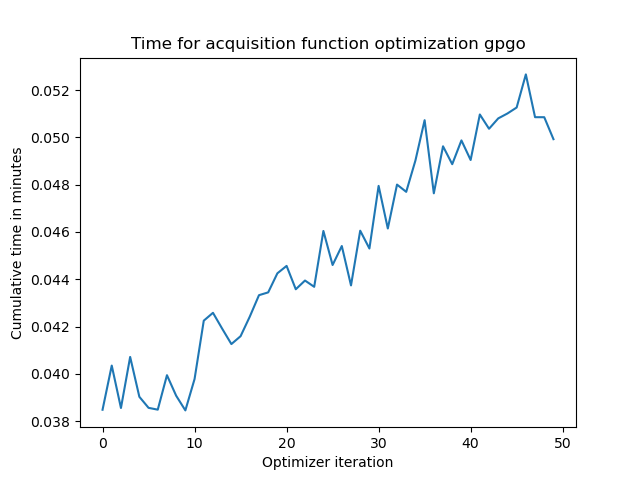 Time for acquisition function optimization gpgo
0.052
0.050
0.048
0.046
0.044
0.042
0.040
0.038
Cumulative time in minutes
0 10 20 30 40 50
Optimizer iteration